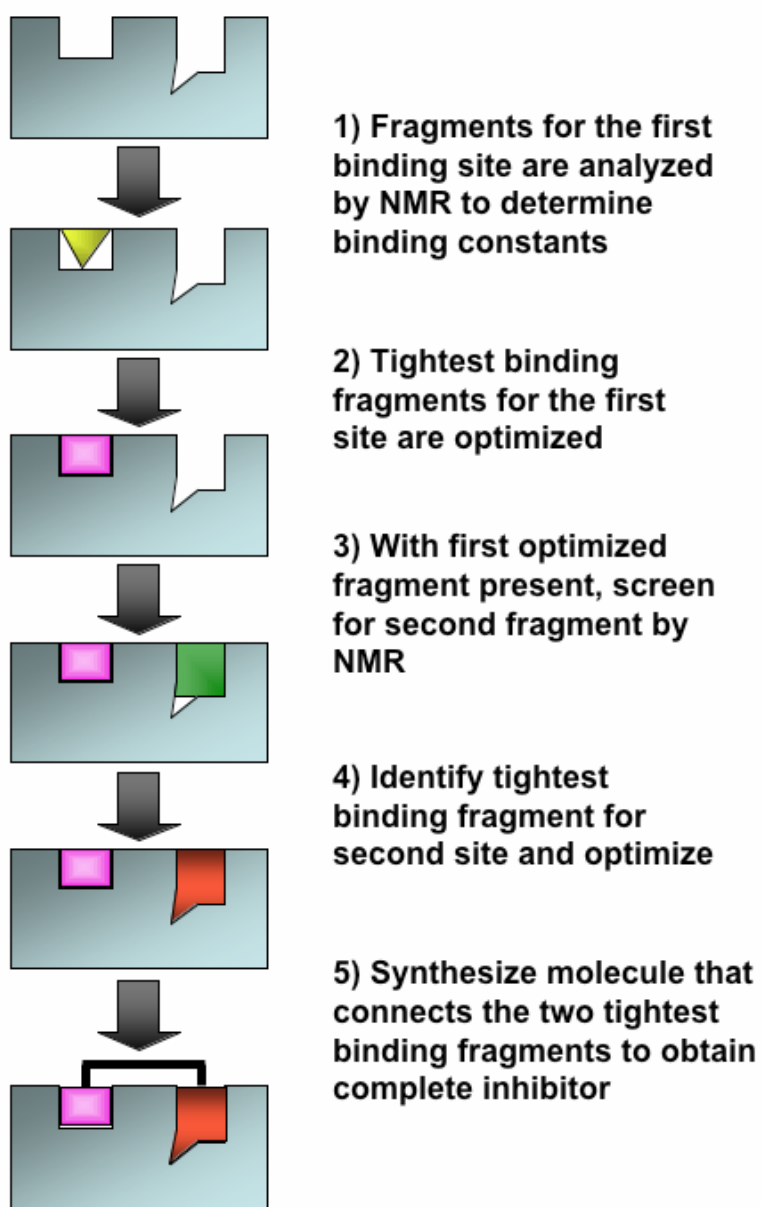 1) Fragments for the first
binding site are analyzed
by NMR to determine
binding constants
2) Tightest binding
fragments for the first
site are optimized
3) With first optimized
fragment present, screen
for second fragment by
NMR
4) Identify tightest
binding fragment for
second site and optimize
5) Synthesize molecule that
connects the two tightest
binding fragments to obtain
complete inhibitor